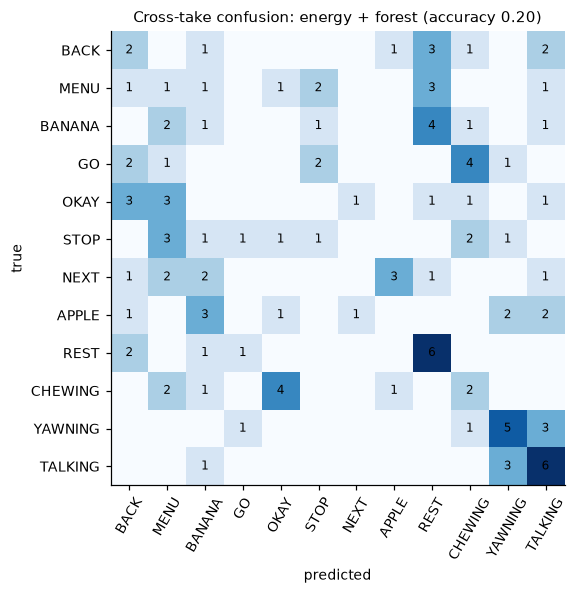 Cross-take confusion: energy + forest (accuracy 0.20)
BACK 2 1 1 3 1 2
MENU 1 1 1 1 2 3 1
BANANA 2 1 1 4 1 1
GO 2 1 2 4 1
OKAY 3 3 1 1 1 1
STOP 3 1 1 1 1 2 1
NEXT 1 2 2 3 1 1
APPLE 1 3 1 1 2 2
REST 2 1 1 6
CHEWING 2 1 4 1 2
YAWNING 1 1 5 3
TALKING 1 3 6
true
BACK MENU BANANA GO OKAY STOP NEXT APPLE REST CHEWING YAWNING TALKING
predicted